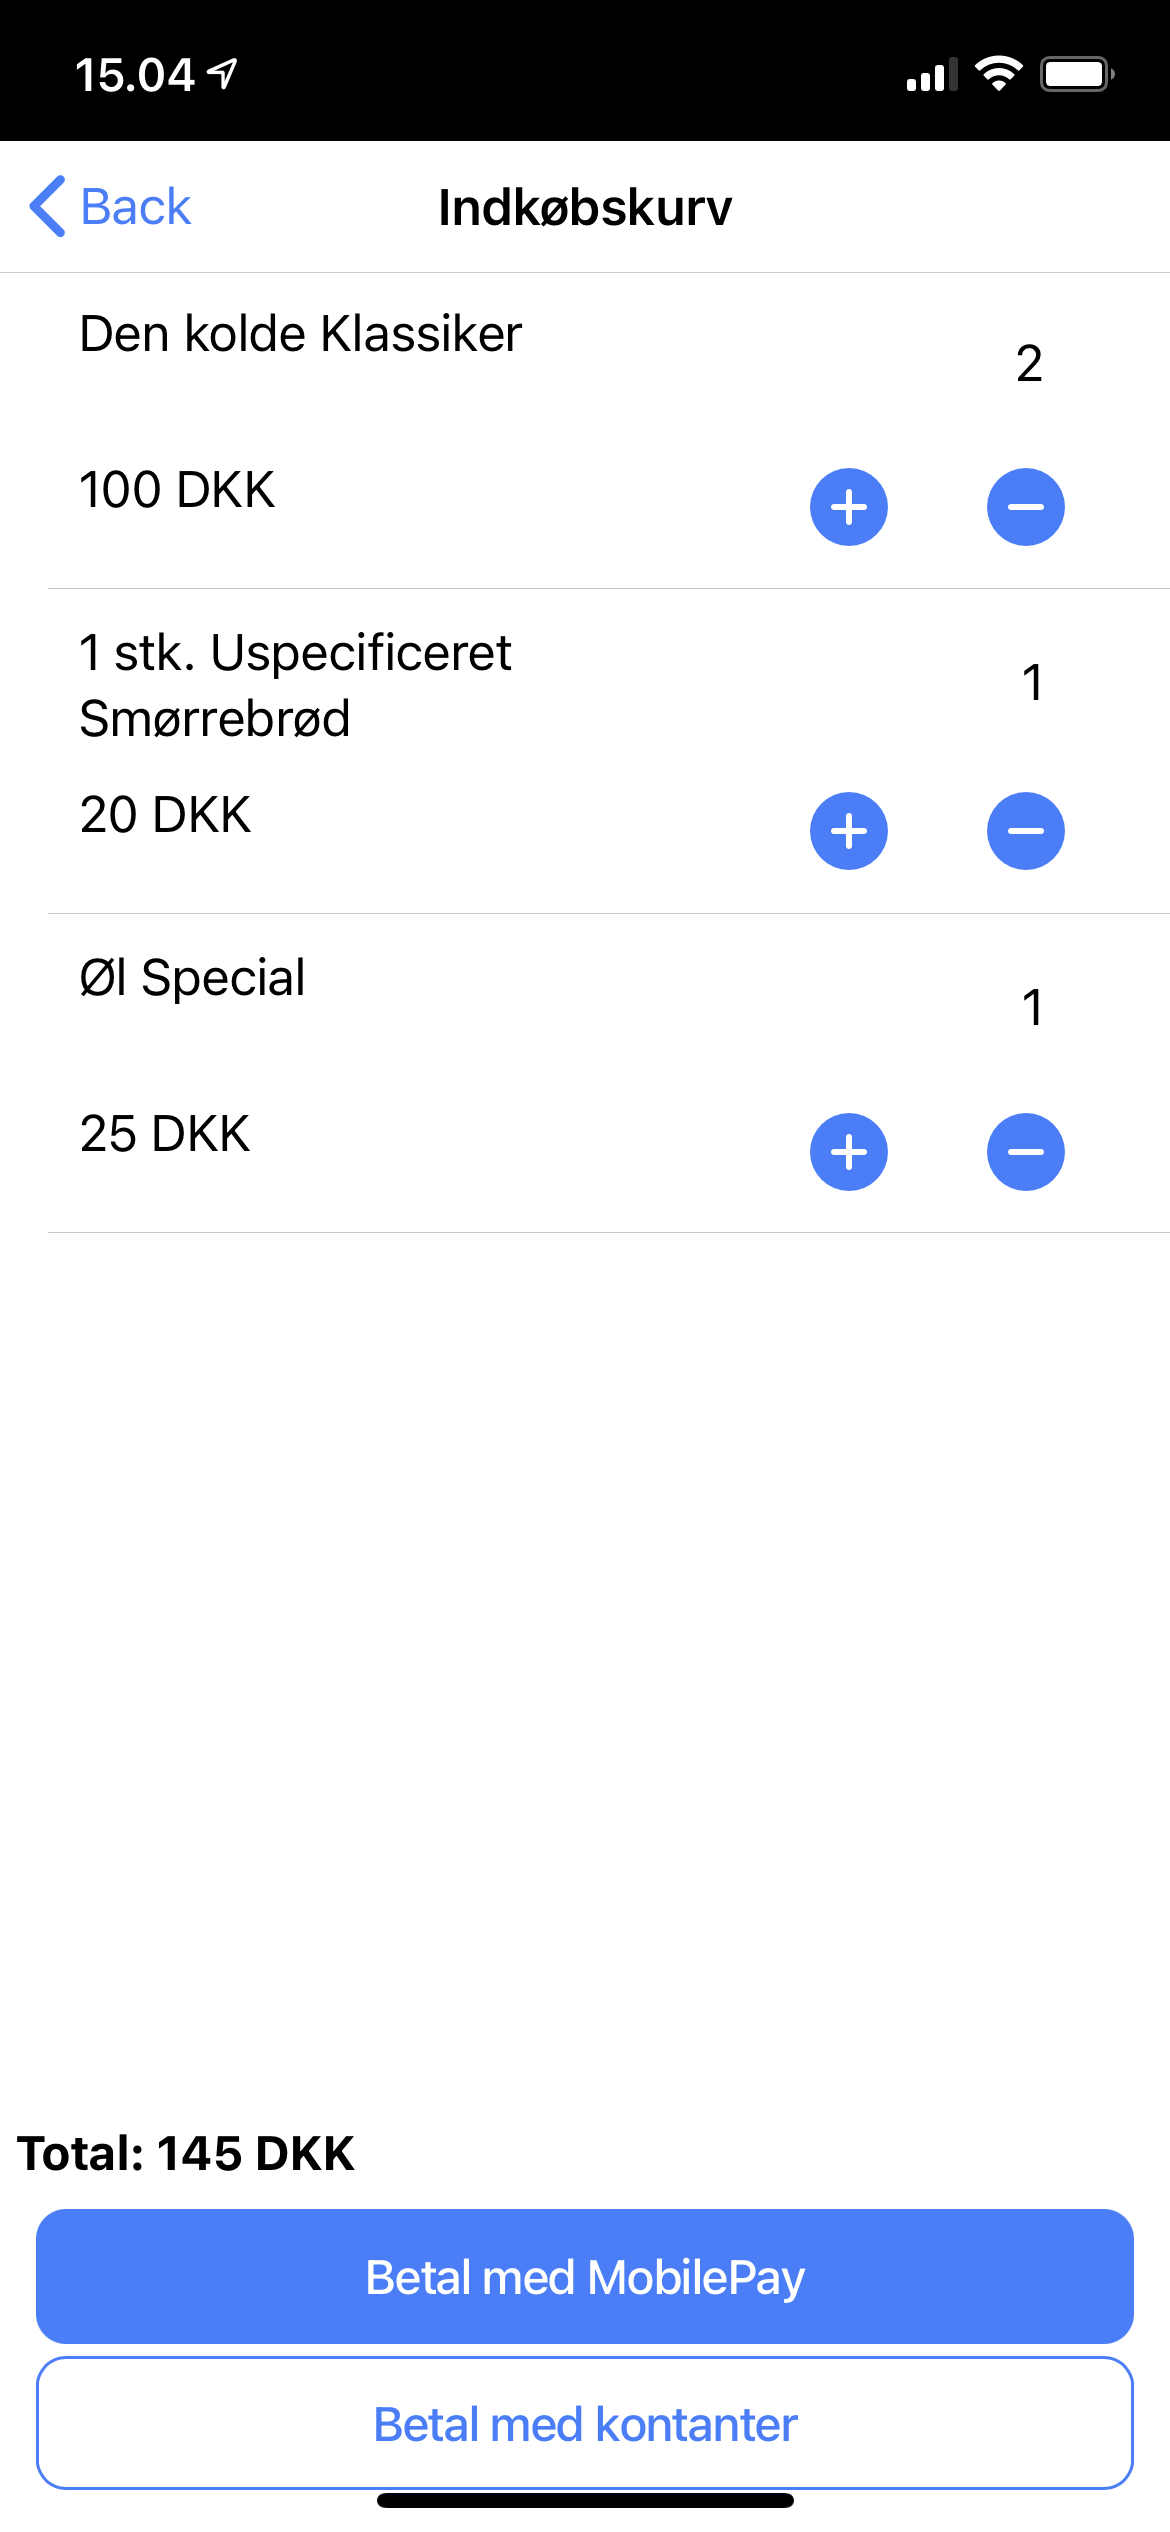 15.04
Back
Indkøbskurv
Den kolde Klassiker
2
100 DKK
1 stk. Uspecificeret
Smørrebrød
1
20 DKK
Øl Special
1
25 DKK
Total: 145 DKK
Betal med MobilePay
Betal med kontanter